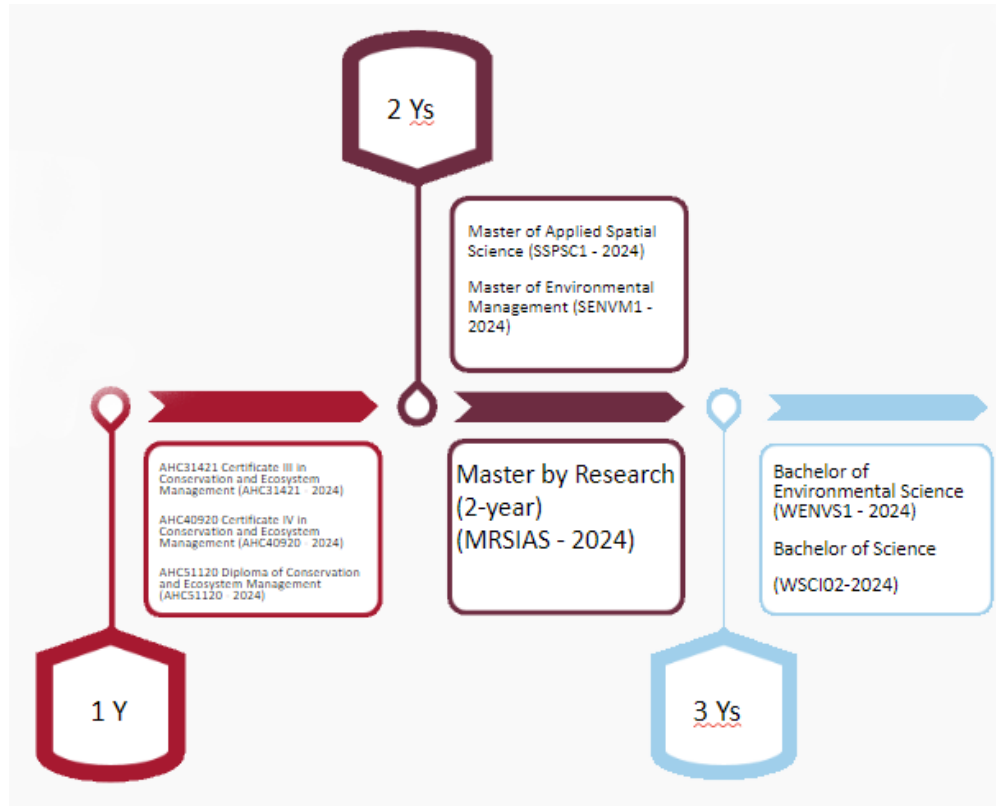 2 Ys
Master of Applied Spatial
Science (SSPSC1 - 2024)
Master of Environmental
Management (SENVM1 -
2024)
AHC31421 Certificate III in
Conservation and Ecosystem
Management (AHC31421 - 2024)
AHC40920 Certificate IV in
Conservation and Ecosystem
Management (AHC40920 - 2024)
AHC51120 Diploma of Conservation
and Ecosystem Management
(AHC51120 - 2024)
Master by Research
(2-year)
(MRSIAS - 2024)
Bachelor of
Environmental Science
(WENVS1 - 2024)
Bachelor of Science
(WSCI02-2024)
1 Y
3 Ys